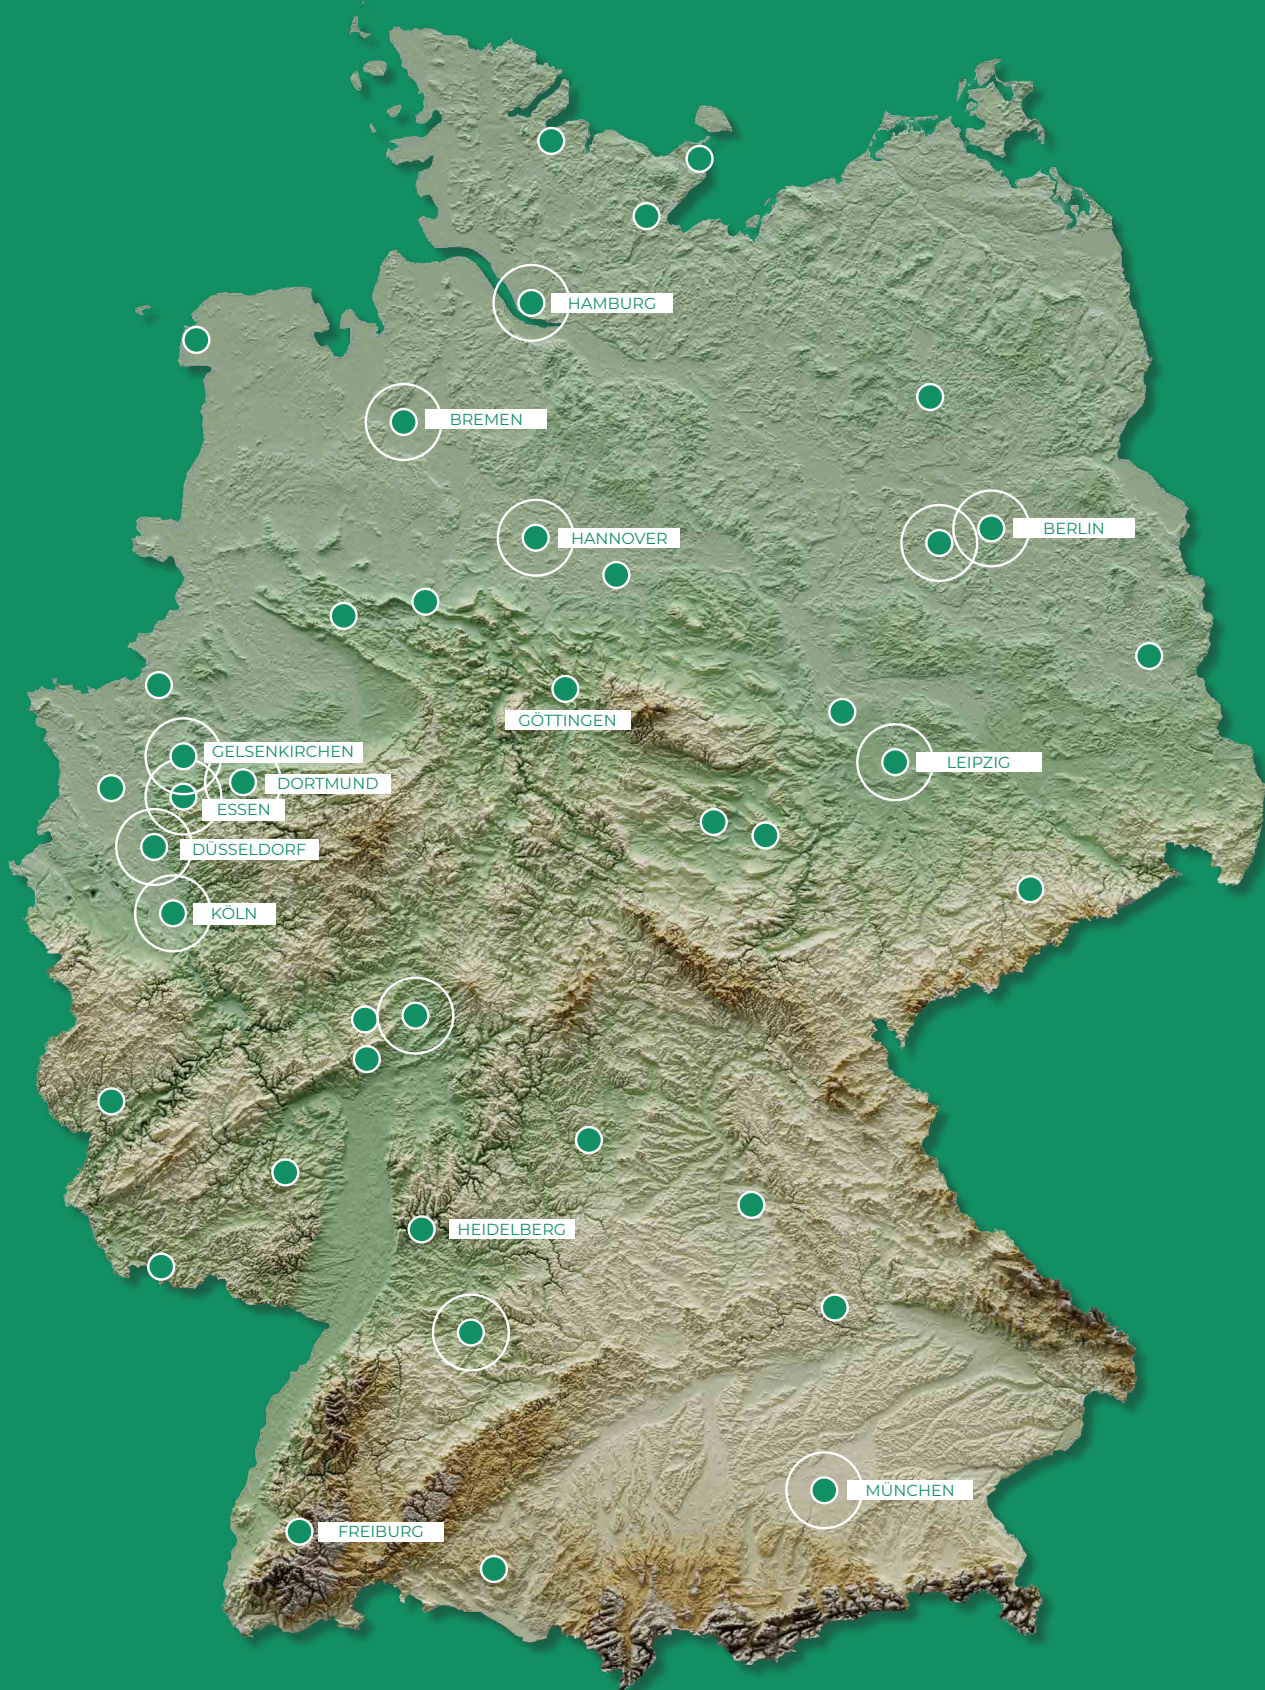 HAMBURG
BREMEN
BERLIN
HANNOVER
GÖTTINGEN
GELSENKIRCHEN
LEIPZIG
DORTMUND
ESSEN
DÜSSELDORF
KÖLN
HEIDELBERG
MÜNCHEN
FREIBURG